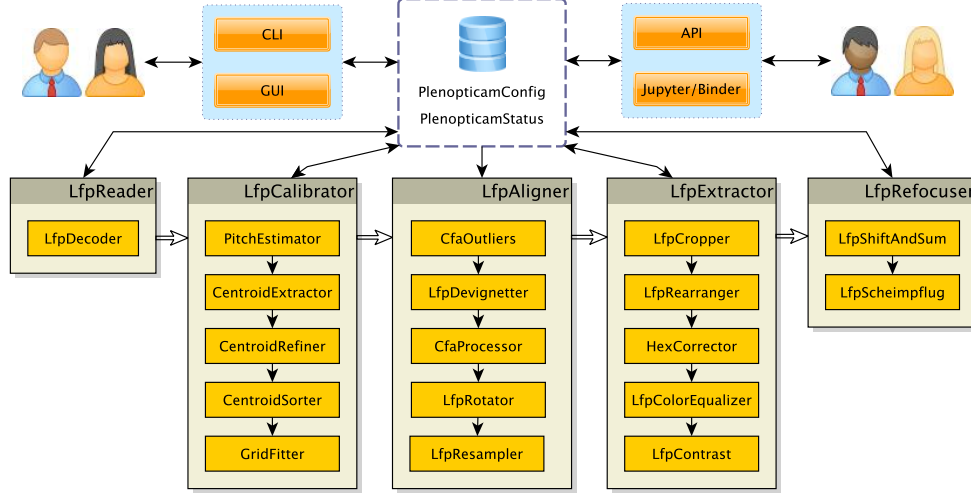 CLI
GUI
PlenopticamConfig
PlenopticamStatus
API
Jupyter/Binder
LfpReader
LfpDecoder
LfpCalibrator
PitchEstimator
CentroidExtractor
CentroidRefiner
CentroidSorter
GridFitter
LfpAligner
CfaOutliers
LfpDevignetter
CfaProcessor
LfpRotator
LfpResampler
LfpExtractor
LfpCropper
LfpRearranger
HexCorrector
LfpColorEqualizer
LfpContrast
LfpRefocuser
LfpShiftAndSum
LfpScheimpflug